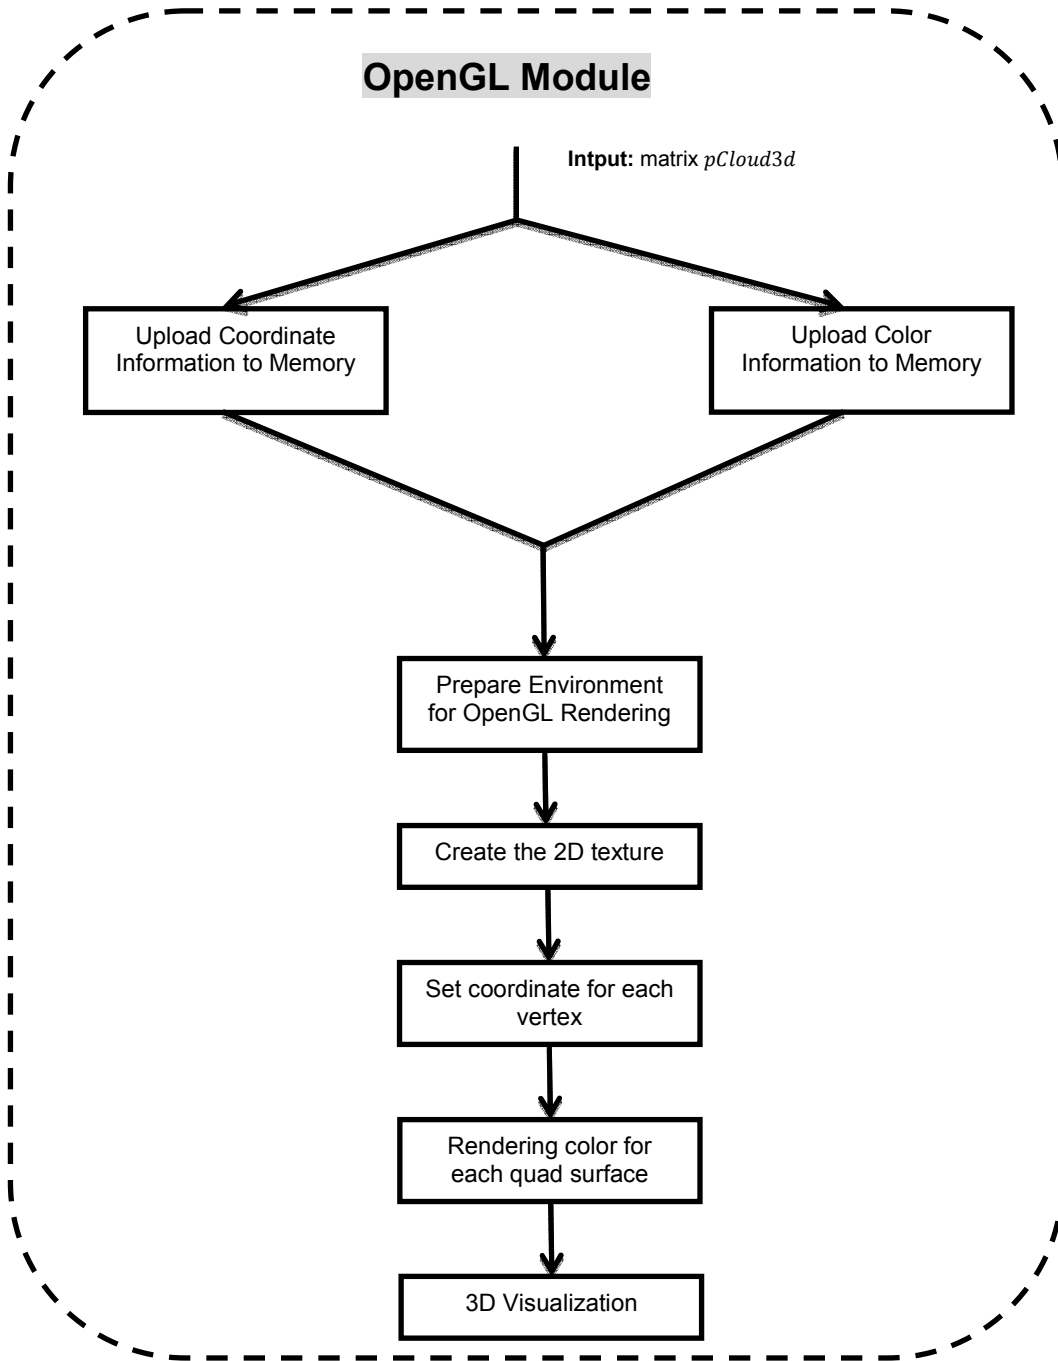 OpenGL Module
Intput: matrix pCloud3d
Upload Coordinate
Information to Memory
Upload Color
Information to Memory
Prepare Environment
for OpenGL Rendering
Create the 2D texture
Set coordinate for each
vertex
Rendering color for
each quad surface
3D Visualization